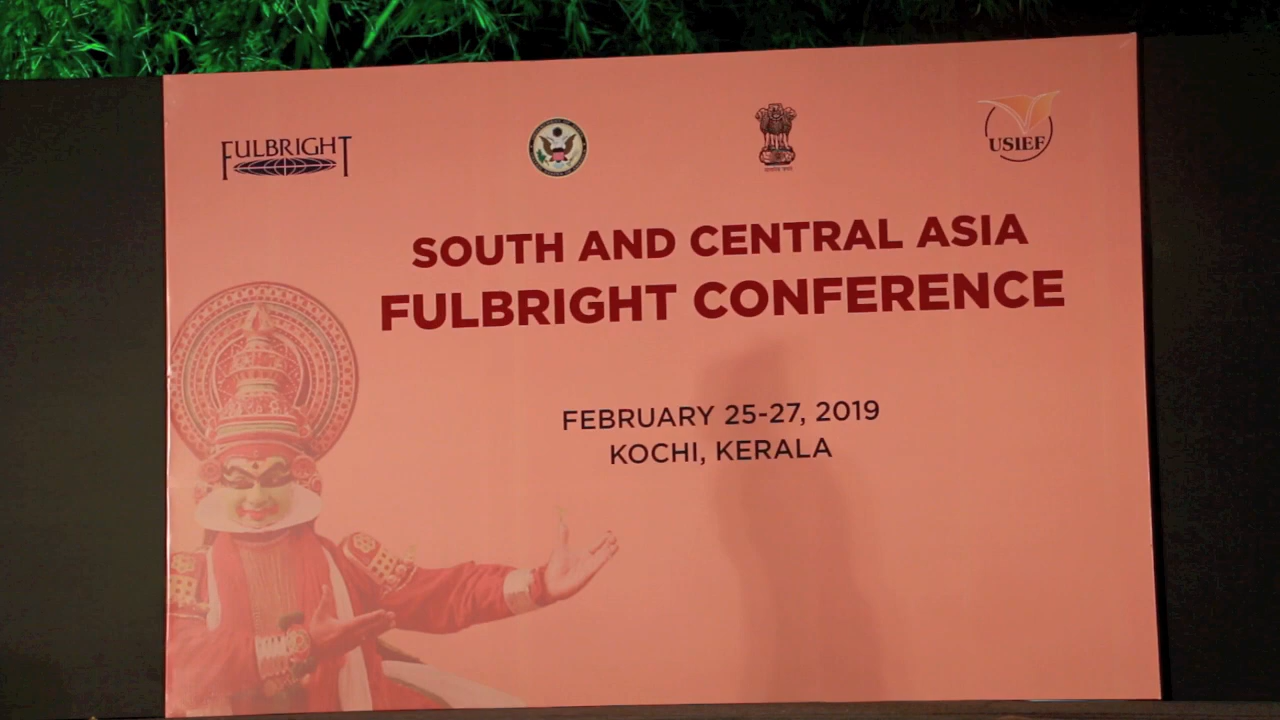 FULBRIGHT
USIEF
SOUTH AND CENTRAL ASIA
FULBRIGHT CONFERENCE
FEBRUARY 25-27, 2019
KOCHI, KERALA